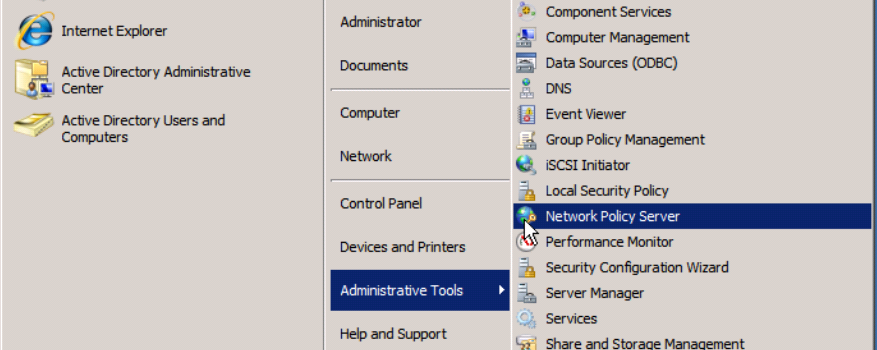 Internet Explorer
Active Directory Administrative
Center
Active Directory Users and
Computers
Administrator
Documents
Computer
Network
Control Panel
Devices and Printers
Administrative Tools
Help and Support
Component Services
Computer Management
Data Sources (ODBC)
DNS
Event Viewer
Group Policy Management
iSCSI Initiator
Local Security Policy
Network Policy Server
Performance Monitor
Security Configuration Wizard
Server Manager
Services
Share and Storage Management